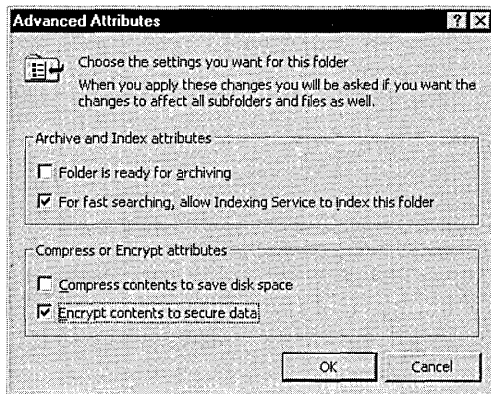 Advanced Attributes
Choose the settings you want for this folder
When you apply these changes you will be asked if you want the
changes to affect all subfolders and files as well.
Archive and Index attributes
Folder is ready for archiving
For fast searching, allow Indexing Service to index this folder
Compress or Encrypt attributes
Compress contents to save disk space
Encrypt contents to secure data
OK
Cancel